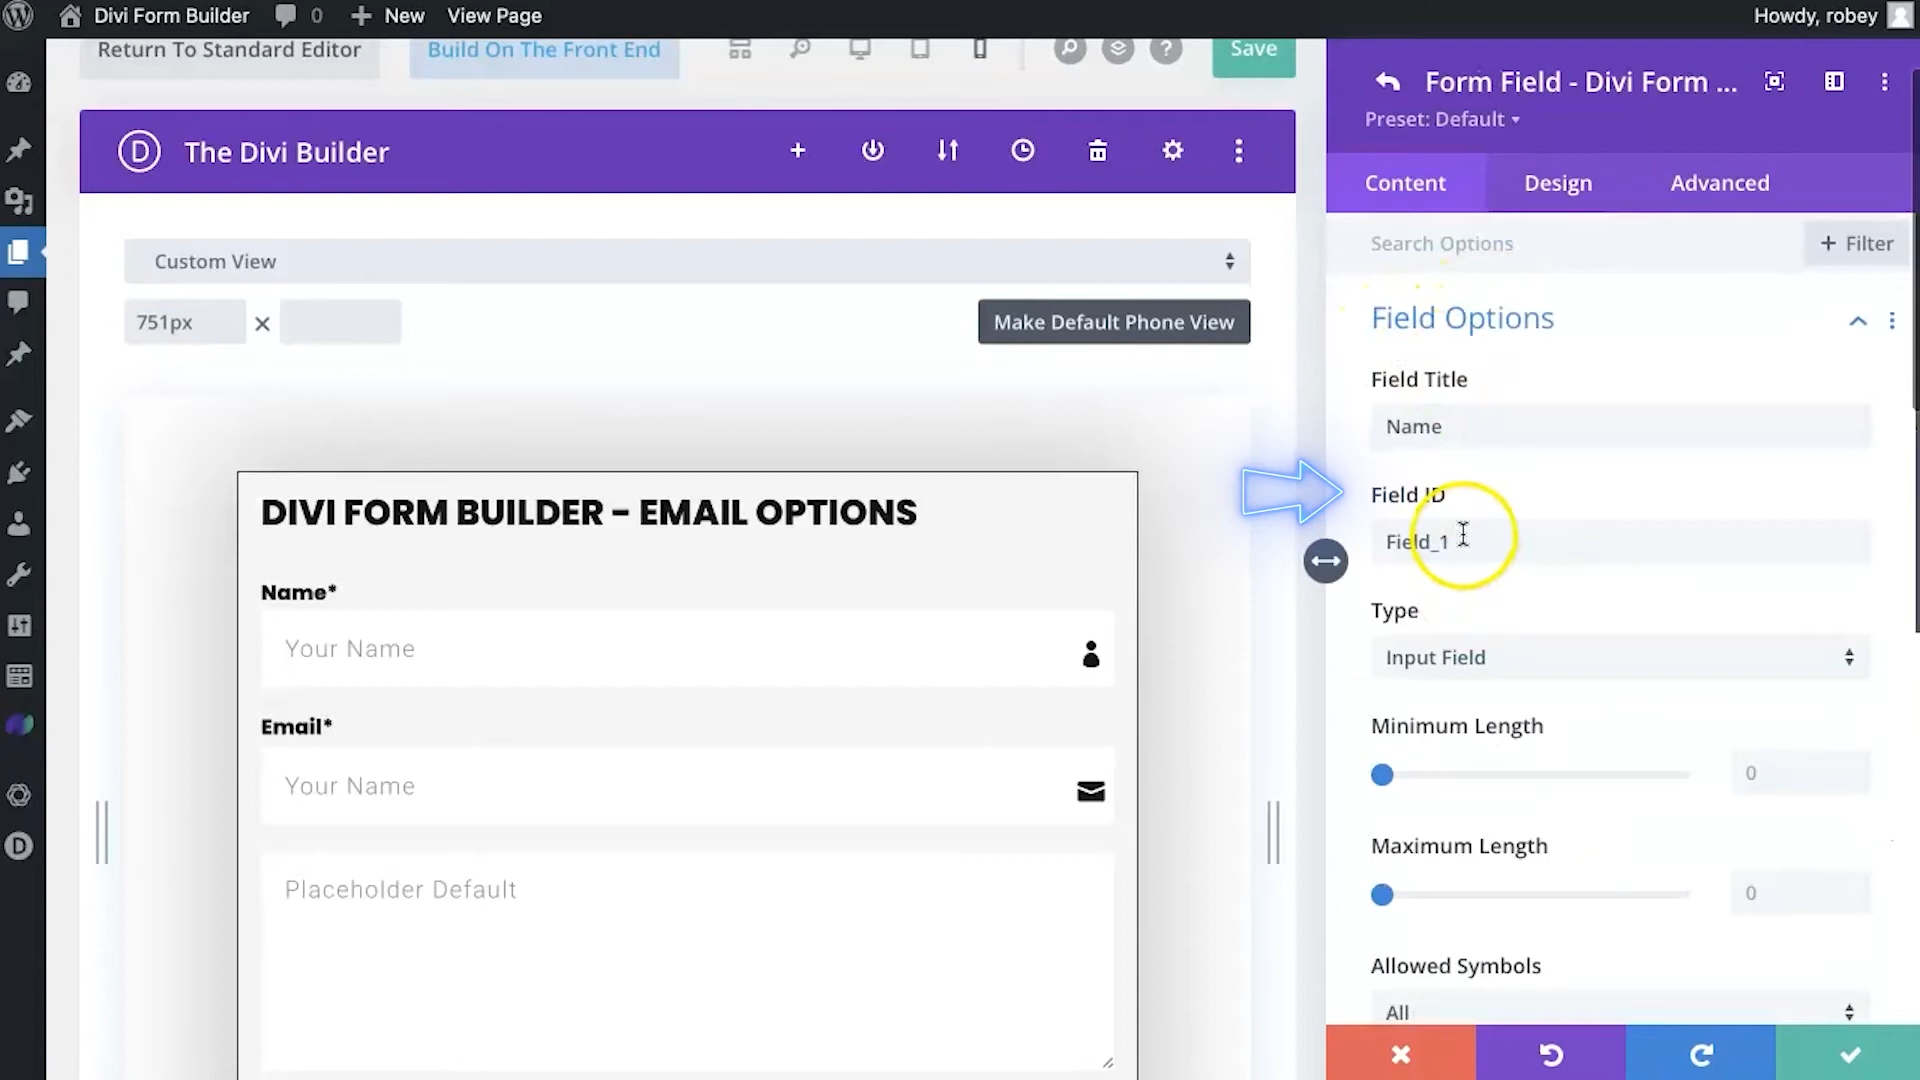 Divi Form Builder 0 New View Page Howdy, robey
Return To Standard Editor Build On The Front End Save
The Divi Builder
Custom View
751px
Make Default Phone View
DIVI FORM BUILDER - EMAIL OPTIONS
Name*
Your Name
Email*
Your Name
Placeholder Default
Form Field - Divi Form ...
Preset: Default
Content Design Advanced
Search Options + Filter
Field Options
Field Title
Name
Field ID
Field_1
Type
Input Field
Minimum Length
0
Maximum Length
0
Allowed Symbols
All